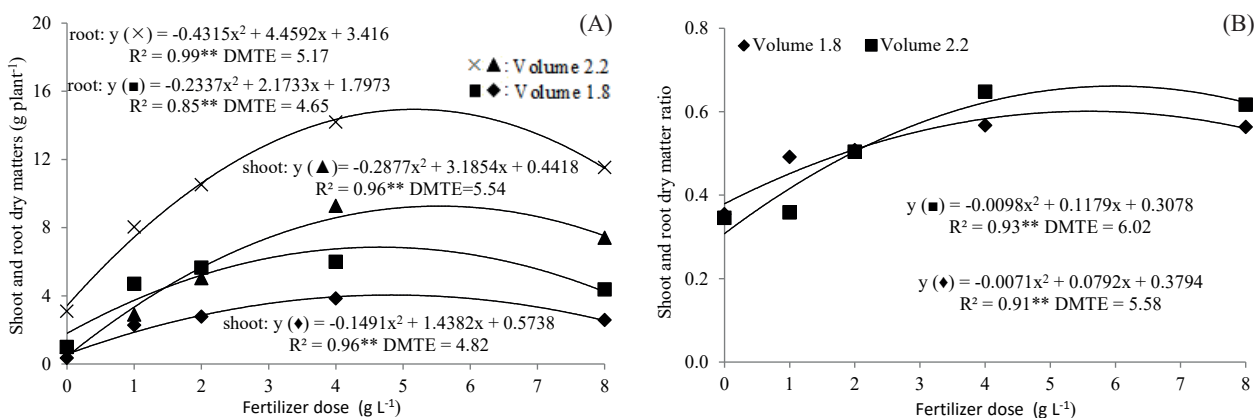 (A)
20
16
12
8
4
0
Shoot and root dry matters (g plant⁻¹)
root: y (×) = -0.4315x² + 4.4592x + 3.416
R² = 0.99** DMTE = 5.17
root: y (■) = -0.2337x² + 2.1733x + 1.7973
R² = 0.85** DMTE = 4.65
× ▲: Volume 2.2
■ ◆: Volume 1.8
shoot: y (▲)= -0.2877x² + 3.1854x + 0.4418
R² = 0.96** DMTE=5.54
shoot: y (♦) = -0.1491x² + 1.4382x + 0.5738
R² = 0.96** DMTE = 4.82
0 1 2 3 4 5 6 7 8
Fertilizer dose (g L⁻¹)
(B)
0.8
0.6
0.4
0.2
0.0
Shoot and root dry matter ratio
◆ Volume 1.8 ■ Volume 2.2
y (■) = -0.0098x² + 0.1179x + 0.3078
R² = 0.93** DMTE = 6.02
y (♦) = -0.0071x² + 0.0792x + 0.3794
R² = 0.91** DMTE = 5.58
0 1 2 3 4 5 6 7 8
Fertilizer dose (g L⁻¹)